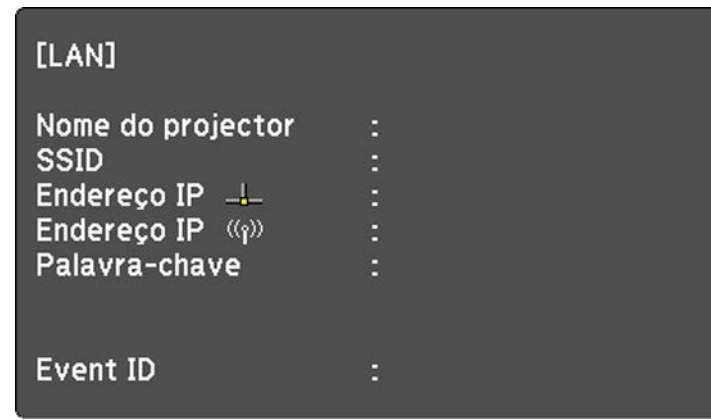 [LAN]
Nome do projector :
SSID :
Endereço IP :
Endereço IP :
Palavra-chave :
Event ID :